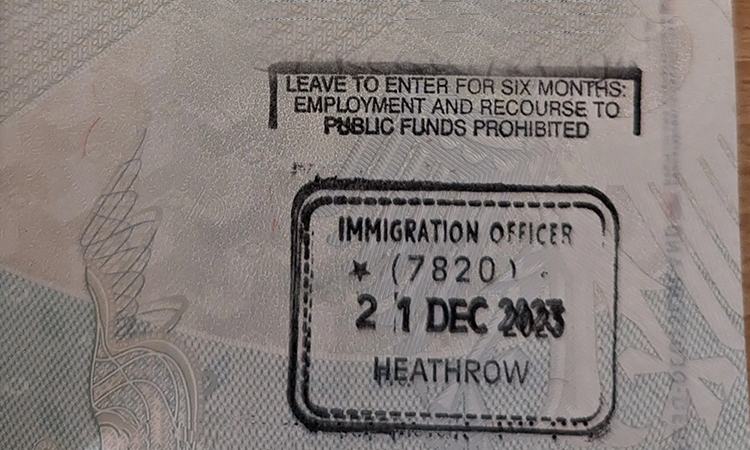 LEAVE TO ENTER FOR SIX MONTHS:
EMPLOYMENT AND RECOURSE TO
PUBLIC FUNDS PROHIBITED
IMMIGRATION OFFICER
★ (7820)
21 DEC 2023
HEATHROW